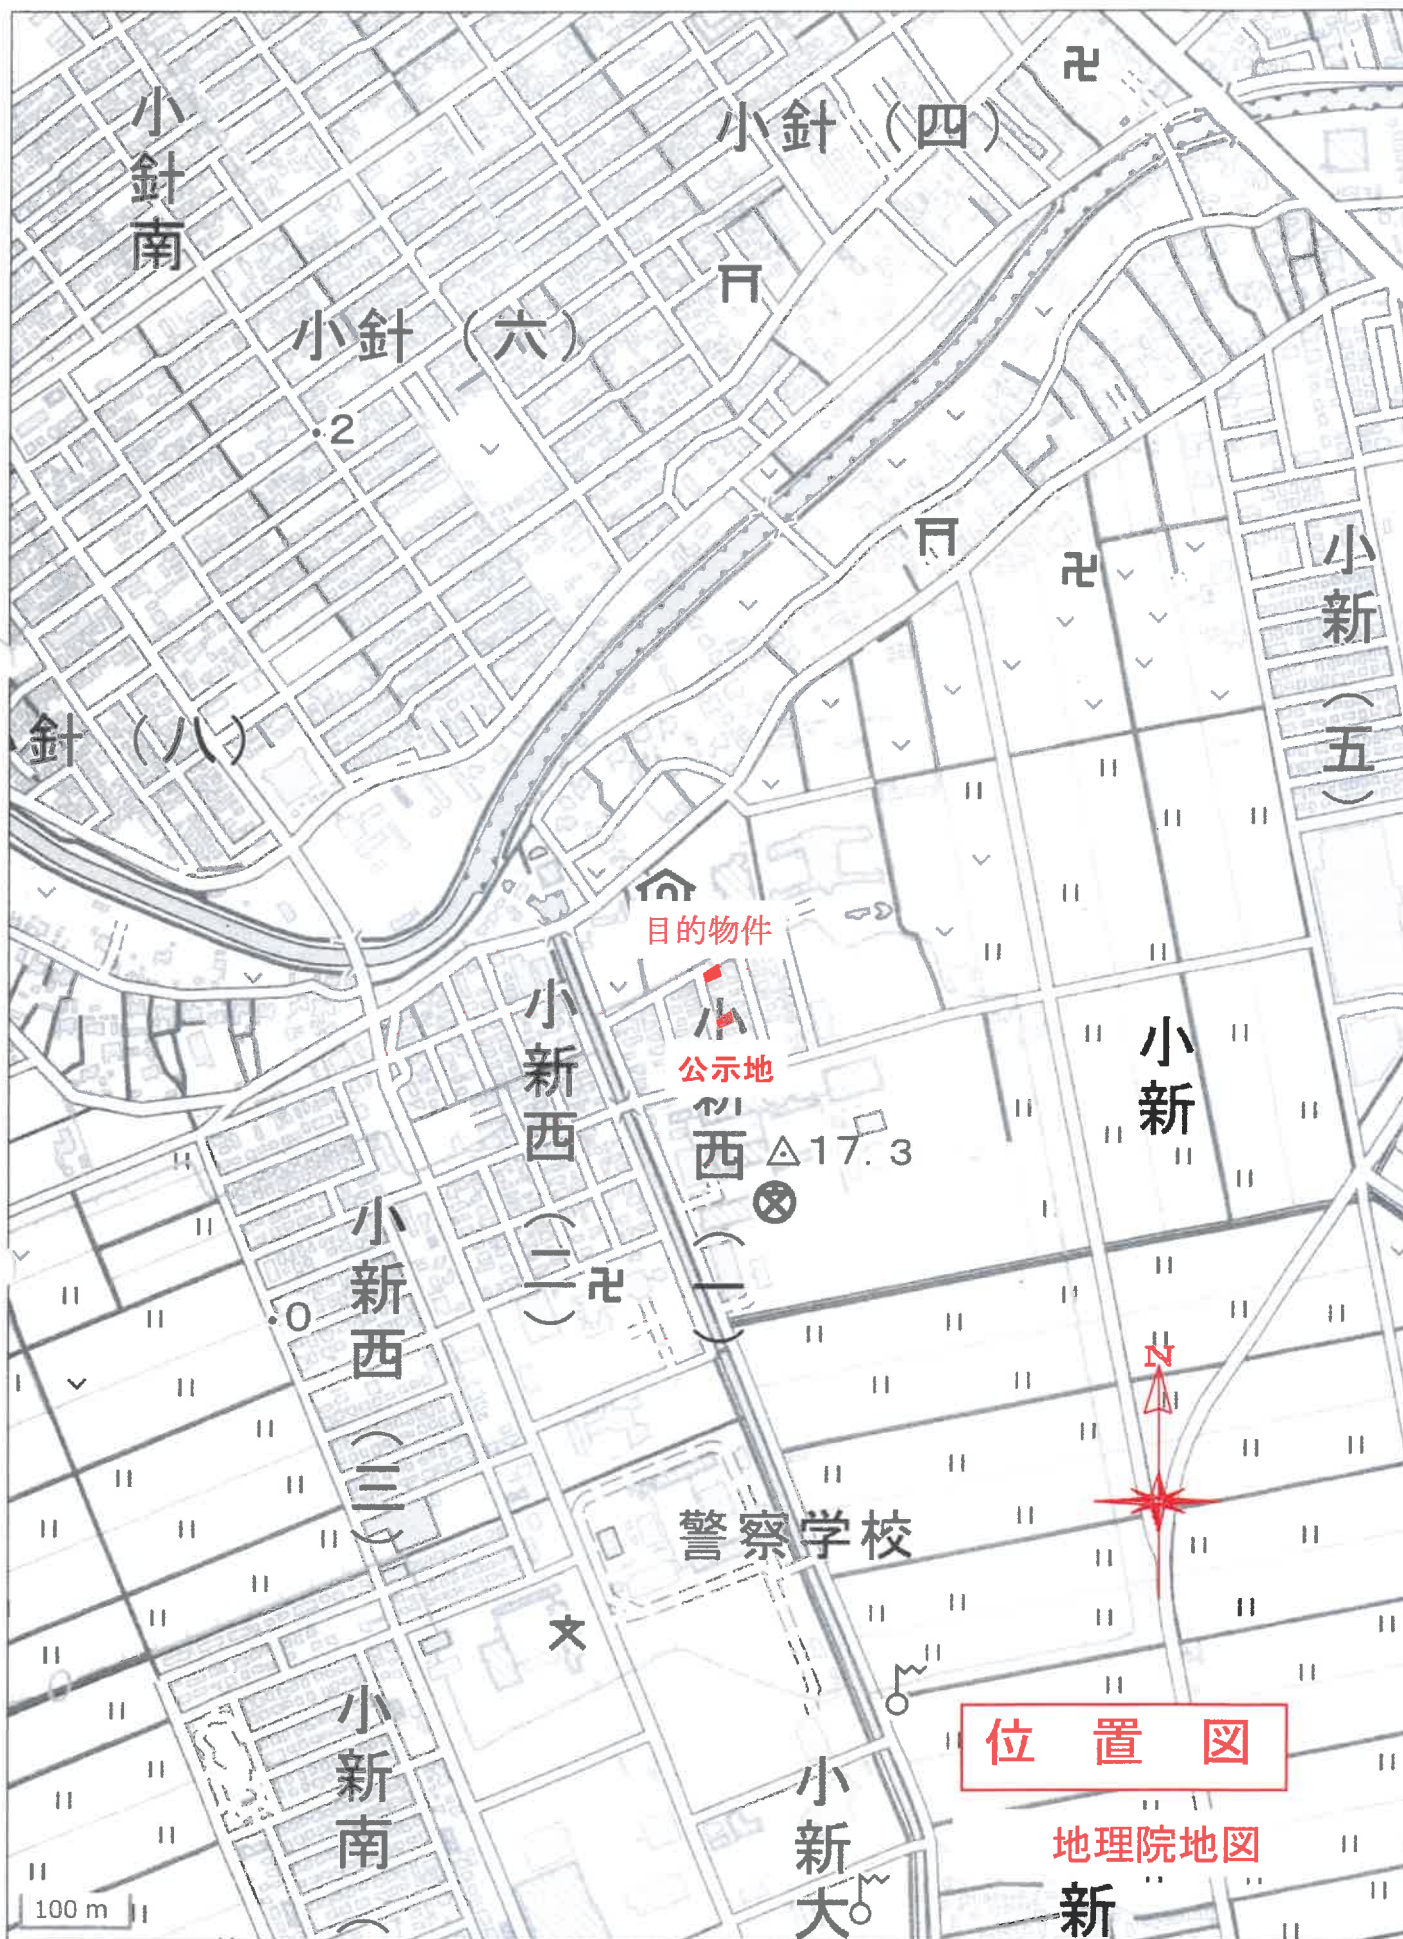 小針南
小針（四）
小針（六）
2
針（八）
小新（五）
目的物件
公示地
小新西（一）
小新西（二）
小新
17.3
小新西（三）
0
警察学校
文
N
位置図
小新南（
小新大
地理院地図
新
100 m